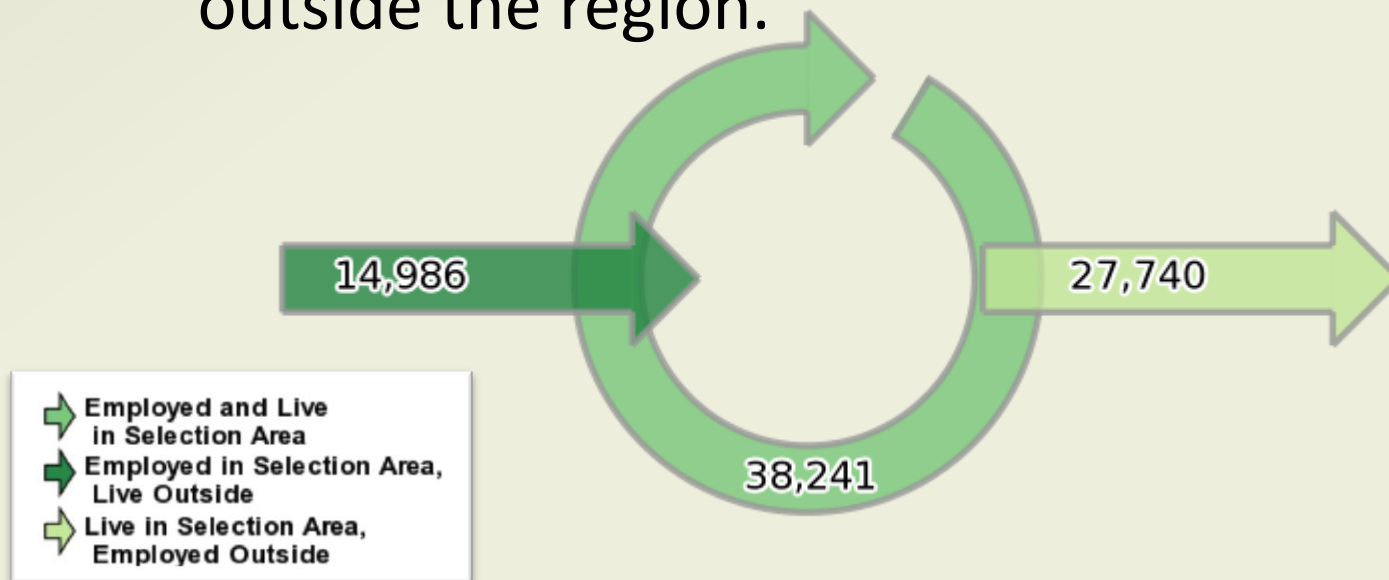 outside the region.
14,986
27,740
38,241
Employed and Live
in Selection Area
Employed in Selection Area,
Live Outside
Live in Selection Area,
Employed Outside